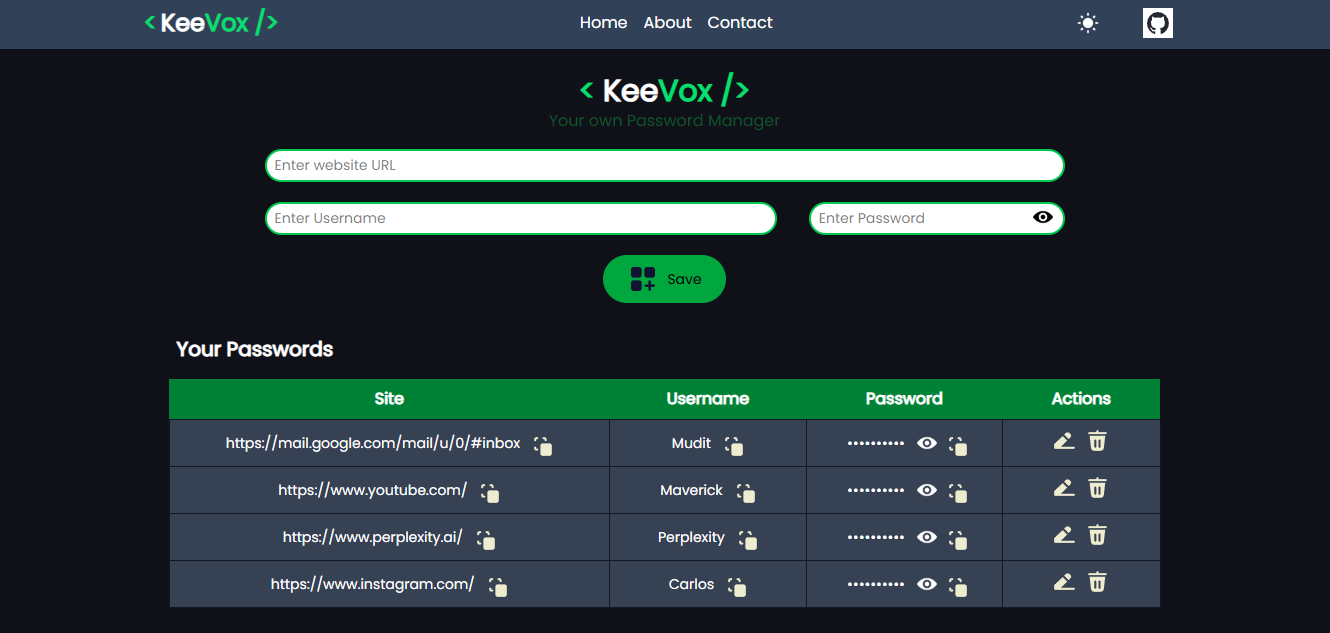 < KeeVox /> Home About Contact
< KeeVox />
Your own Password Manager
Enter website URL
Enter Username Enter Password
Save
Your Passwords
Site Username Password Actions
https://mail.google.com/mail/u/0/#inbox Mudit ••••••••••
https://www.youtube.com/ Maverick ••••••••••
https://www.perplexity.ai/ Perplexity ••••••••••
https://www.instagram.com/ Carlos ••••••••••